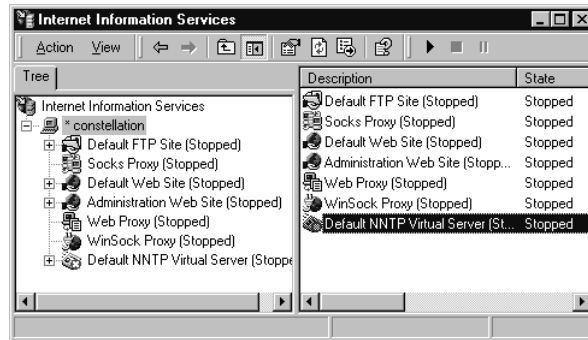 Internet Information Services
Action View
Tree
Internet Information Services
* constellation
Default FTP Site (Stopped)
Socks Proxy (Stopped)
Default Web Site (Stopped)
Administration Web Site (Stopped)
Web Proxy (Stopped)
WinSock Proxy (Stopped)
Default NNTP Virtual Server (Stoppe
Description State
Default FTP Site (Stopped) Stopped
Socks Proxy (Stopped) Stopped
Default Web Site (Stopped) Stopped
Administration Web Site (Stopp... Stopped
Web Proxy (Stopped) Stopped
WinSock Proxy (Stopped) Stopped
Default NNTP Virtual Server (St... Stopped